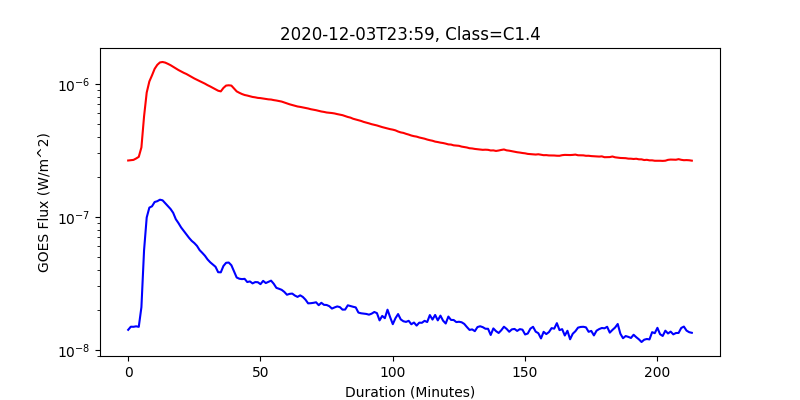 2020-12-03T23:59, Class=C1.4
GOES Flux (W/m^2)
10^-6
10^-7
10^-8
0 50 100 150 200
Duration (Minutes)